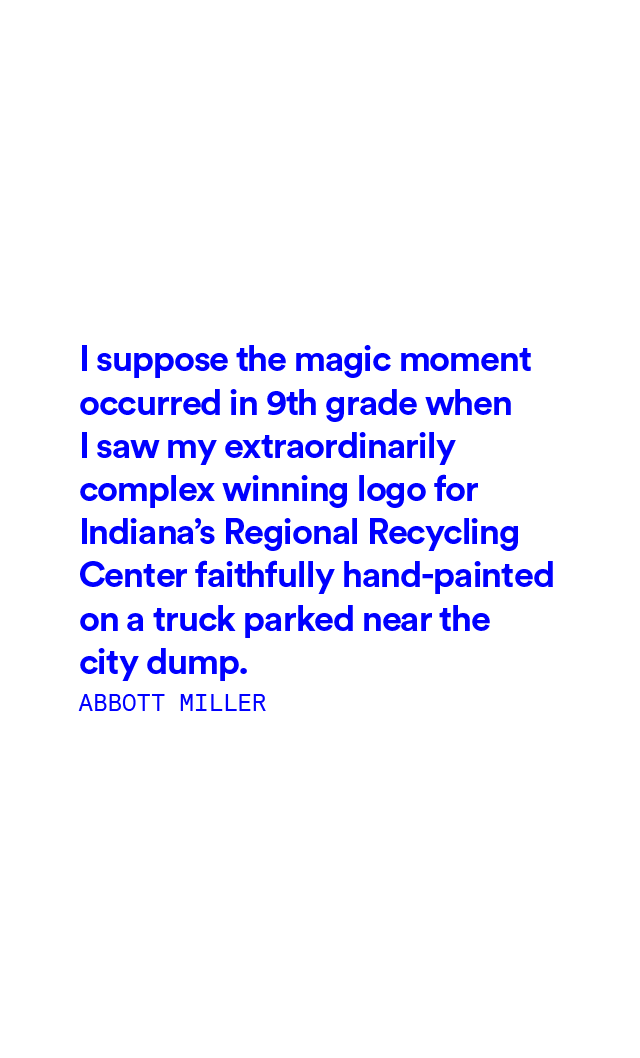 I suppose the magic moment
occurred in 9th grade when
I saw my extraordinarily
complex winning logo for
Indiana’s Regional Recycling
Center faithfully hand-painted
on a truck parked near the
city dump.
ABBOTT MILLER